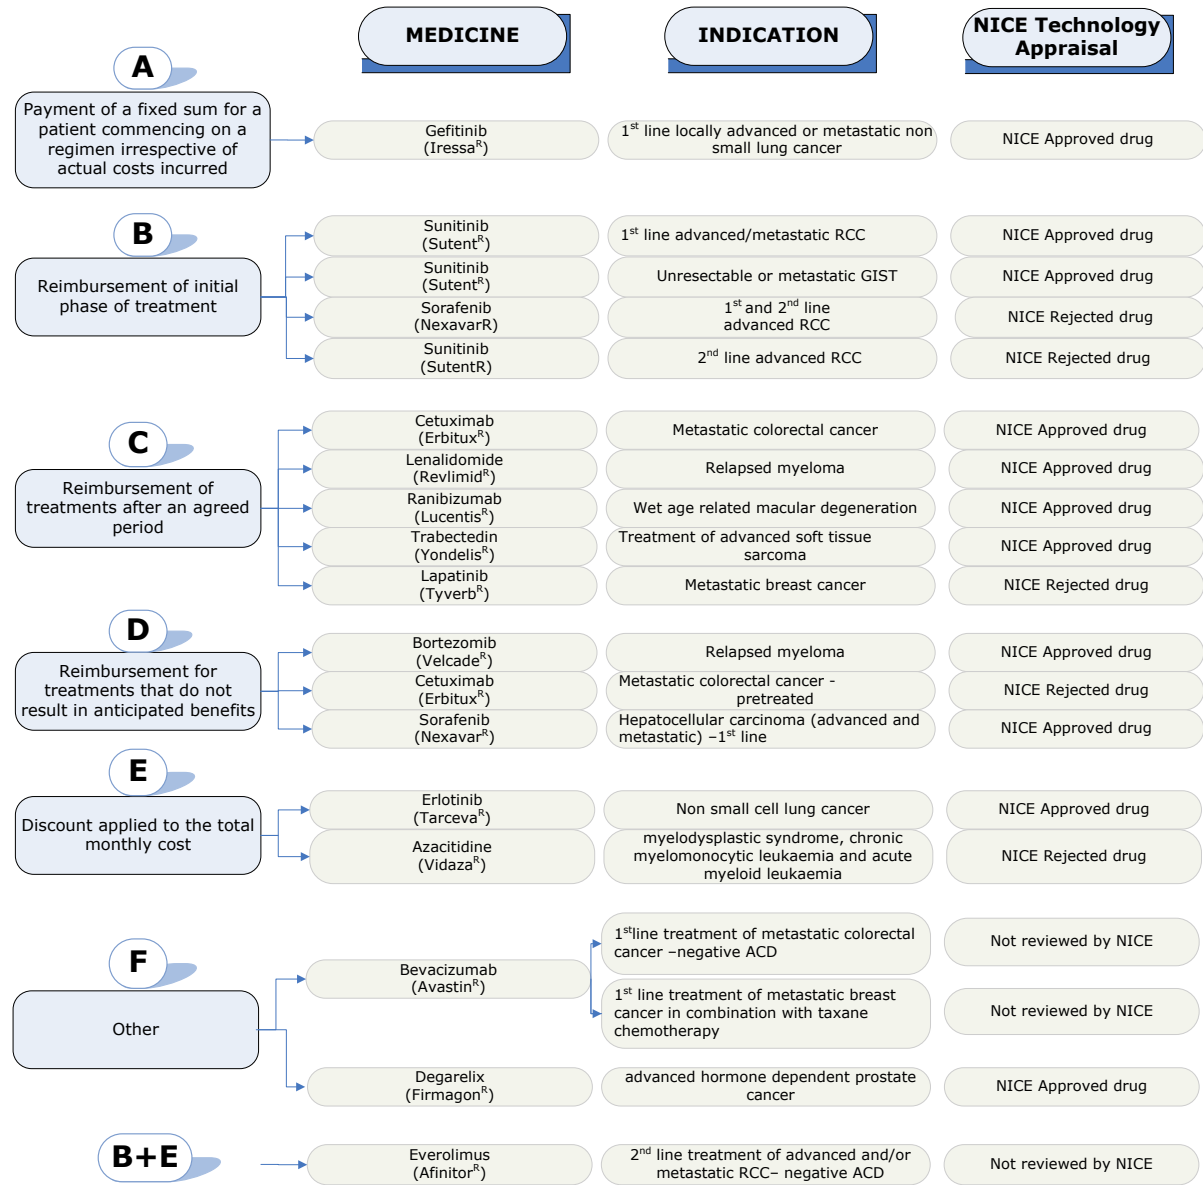 MEDICINE
INDICATION
NICE Technology
Appraisal
A
Payment of a fixed sum for a
patient commencing on a
regimen irrespective of
actual costs incurred
Gefitinib
(Iressaᴿ)
1ˢᵗ line locally advanced or metastatic non
small lung cancer
NICE Approved drug
B
Reimbursement of initial
phase of treatment
Sunitinib
(Sutentᴿ)
1ˢᵗ line advanced/metastatic RCC
NICE Approved drug
Sunitinib
(Sutentᴿ)
Unresectable or metastatic GIST
NICE Approved drug
Sorafenib
(NexavarR)
1ˢᵗ and 2ⁿᵈ line
advanced RCC
NICE Rejected drug
Sunitinib
(SutentR)
2ⁿᵈ line advanced RCC
NICE Rejected drug
C
Reimbursement of
treatments after an agreed
period
Cetuximab
(Erbituxᴿ)
Metastatic colorectal cancer
NICE Approved drug
Lenalidomide
(Revlimidᴿ)
Relapsed myeloma
NICE Approved drug
Ranibizumab
(Lucentisᴿ)
Wet age related macular degeneration
NICE Approved drug
Trabectedin
(Yondelisᴿ)
Treatment of advanced soft tissue
sarcoma
NICE Approved drug
Lapatinib
(Tyverbᴿ)
Metastatic breast cancer
NICE Rejected drug
D
Reimbursement for
treatments that do not
result in anticipated benefits
Bortezomib
(Velcadeᴿ)
Relapsed myeloma
NICE Approved drug
Cetuximab
(Erbituxᴿ)
Metastatic colorectal cancer -
pretreated
NICE Rejected drug
Sorafenib
(Nexavarᴿ)
Hepatocellular carcinoma (advanced and
metastatic) –1ˢᵗ line
NICE Approved drug
E
Discount applied to the total
monthly cost
Erlotinib
(Tarcevaᴿ)
Non small cell lung cancer
NICE Approved drug
Azacitidine
(Vidazaᴿ)
myelodysplastic syndrome, chronic
myelomonocytic leukaemia and acute
myeloid leukaemia
NICE Rejected drug
F
Other
Bevacizumab
(Avastinᴿ)
1ˢᵗline treatment of metastatic colorectal
cancer –negative ACD
Not reviewed by NICE
1ˢᵗ line treatment of metastatic breast
cancer in combination with taxane
chemotherapy
Not reviewed by NICE
Degarelix
(Firmagonᴿ)
advanced hormone dependent prostate
cancer
NICE Approved drug
B+E
Everolimus
(Afinitorᴿ)
2ⁿᵈ line treatment of advanced and/or
metastatic RCC– negative ACD
Not reviewed by NICE